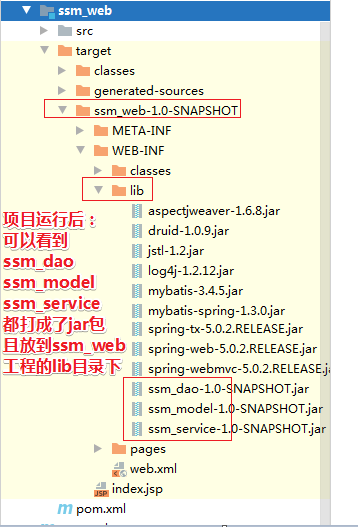 ssm_web
src
target
classes
generated-sources
ssm_web-1.0-SNAPSHOT
META-INF
WEB-INF
classes
lib
aspectjweaver-1.6.8.jar
druid-1.0.9.jar
jstl-1.2.jar
log4j-1.2.12.jar
mybatis-3.4.5.jar
mybatis-spring-1.3.0.jar
spring-tx-5.0.2.RELEASE.jar
spring-web-5.0.2.RELEASE.jar
spring-webmvc-5.0.2.RELEASE.ja
ssm_dao-1.0-SNAPSHOT.jar
ssm_model-1.0-SNAPSHOT.jar
ssm_service-1.0-SNAPSHOT.jar
pages
web.xml
JSP
index.jsp
pom.xml
项目运行后：
可以看到
ssm_dao
ssm_model
ssm_service
都打成了jar包
且放到ssm_web
工程的lib目录下